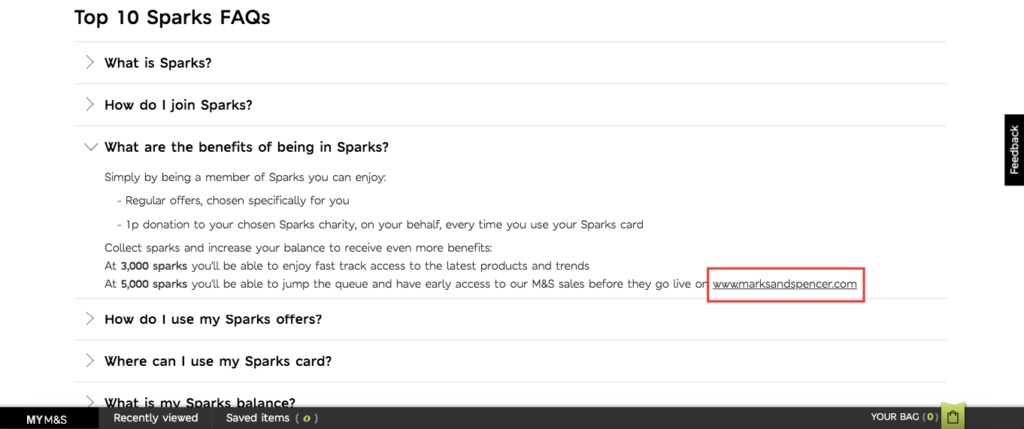 Top 10 Sparks FAQs
What is Sparks?
How do I join Sparks?
What are the benefits of being in Sparks?
Simply by being a member of Sparks you can enjoy:
- Regular offers, chosen specifically for you
- 1p donation to your chosen Sparks charity, on your behalf, every time you use your Sparks card
Collect sparks and increase your balance to receive even more benefits:
At 3,000 sparks you'll be able to enjoy fast track access to the latest products and trends
At 5,000 sparks you'll be able to jump the queue and have early access to our M&S sales before they go live on www.marksandspencer.com
How do I use my Sparks offers?
Where can I use my Sparks card?
What is my Sparks balance?
Feedback
MY M&S Recently viewed Saved items ( 0 ) YOUR BAG ( 0 )